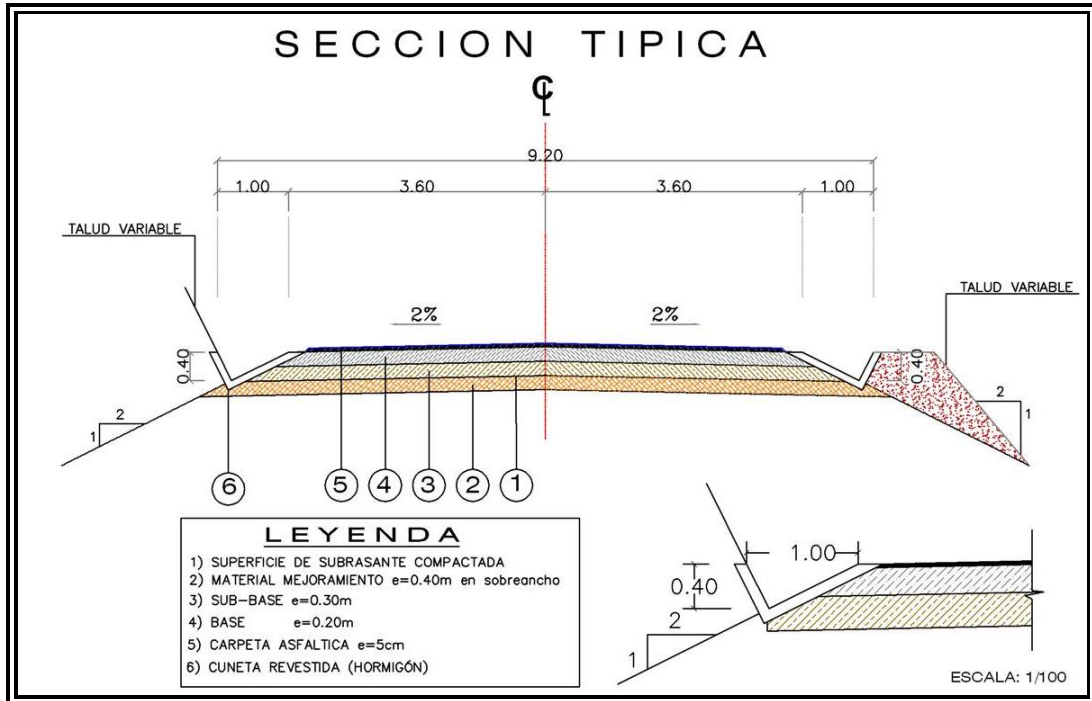 SECCION TIPICA
℄
9.20
1.00 3.60 3.60 1.00
TALUD VARIABLE
TALUD VARIABLE
2% 2%
0.40
0.40
2
1
2
1
6 5 4 3 2 1
LEYENDA
1) SUPERFICIE DE SUBRASANTE COMPACTADA
2) MATERIAL MEJORAMIENTO e=0.40m en sobreancho
3) SUB-BASE e=0.30m
4) BASE e=0.20m
5) CARPETA ASFALTICA e=5cm
6) CUNETA REVESTIDA (HORMIGÓN)
1.00
0.40
2
1
ESCALA: 1/100